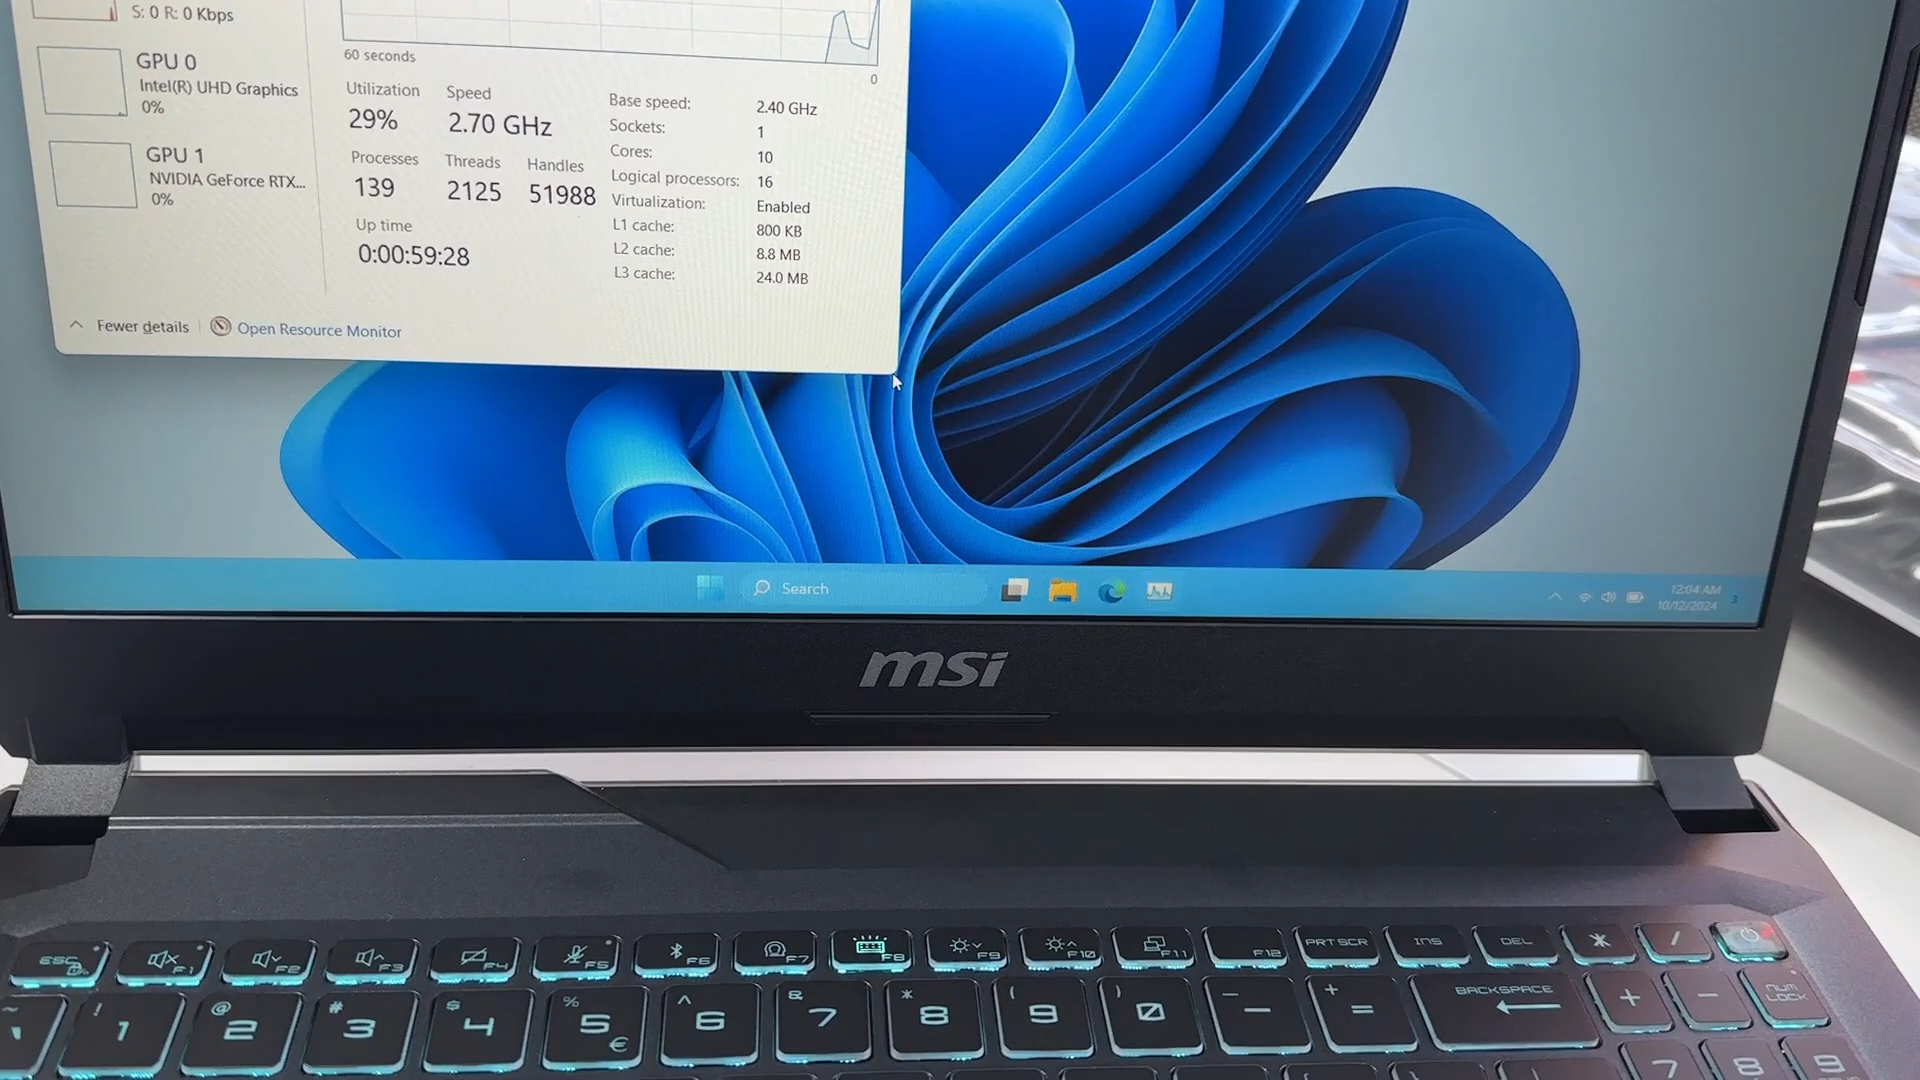 S: 0 R: 0 Kbps
GPU 0
Intel(R) UHD Graphics
0%
GPU 1
NVIDIA GeForce RTX...
0%
60 seconds
0
Utilization
29%
Speed
2.70 GHz
Processes
139
Threads
2125
Handles
51988
Up time
0:00:59:28
Base speed: 2.40 GHz
Sockets: 1
Cores: 10
Logical processors: 16
Virtualization: Enabled
L1 cache: 800 KB
L2 cache: 8.8 MB
L3 cache: 24.0 MB
Fewer details
Open Resource Monitor
Search
12:04 AM
10/12/2024
3
msi
ESC F1 F2 F3 F4 F5 F6 F7 F8 F9 F10 F11 F12 PRT SCR INS DEL * /
~ ! 1 @ 2 # 3 $ 4 % 5 € ^ 6 & 7 * 8 ( 9 ) 0 _ - + = BACKSPACE + - NUM LOCK
7 8 9